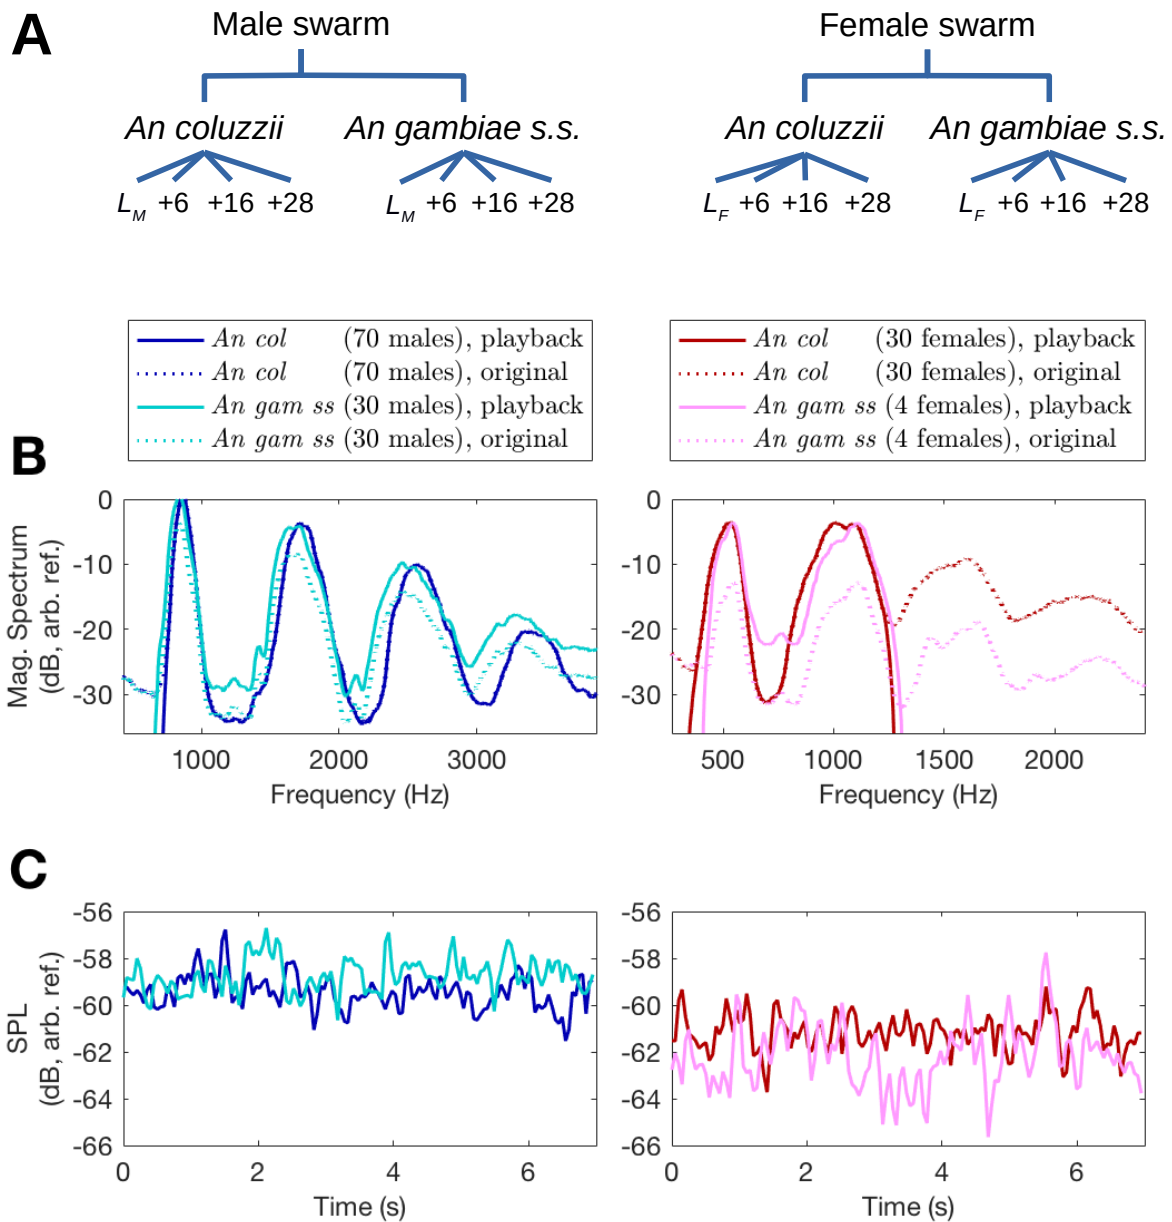 A
Male swarm
Female swarm
An coluzzii
An gambiae s.s.
An coluzzii
An gambiae s.s.
L_M +6 +16 +28
L_M +6 +16 +28
L_F +6 +16 +28
L_F +6 +16 +28
An col (70 males), playback
An col (70 males), original
An gam ss (30 males), playback
An gam ss (30 males), original
An col (30 females), playback
An col (30 females), original
An gam ss (4 females), playback
An gam ss (4 females), original
B
Mag. Spectrum
(dB, arb. ref.)
0
-10
-20
-30
1000 2000 3000
Frequency (Hz)
0
-10
-20
-30
500 1000 1500 2000
Frequency (Hz)
C
SPL
(dB, arb. ref.)
-56
-58
-60
-62
-64
-66
0 2 4 6
Time (s)
-56
-58
-60
-62
-64
-66
0 2 4 6
Time (s)